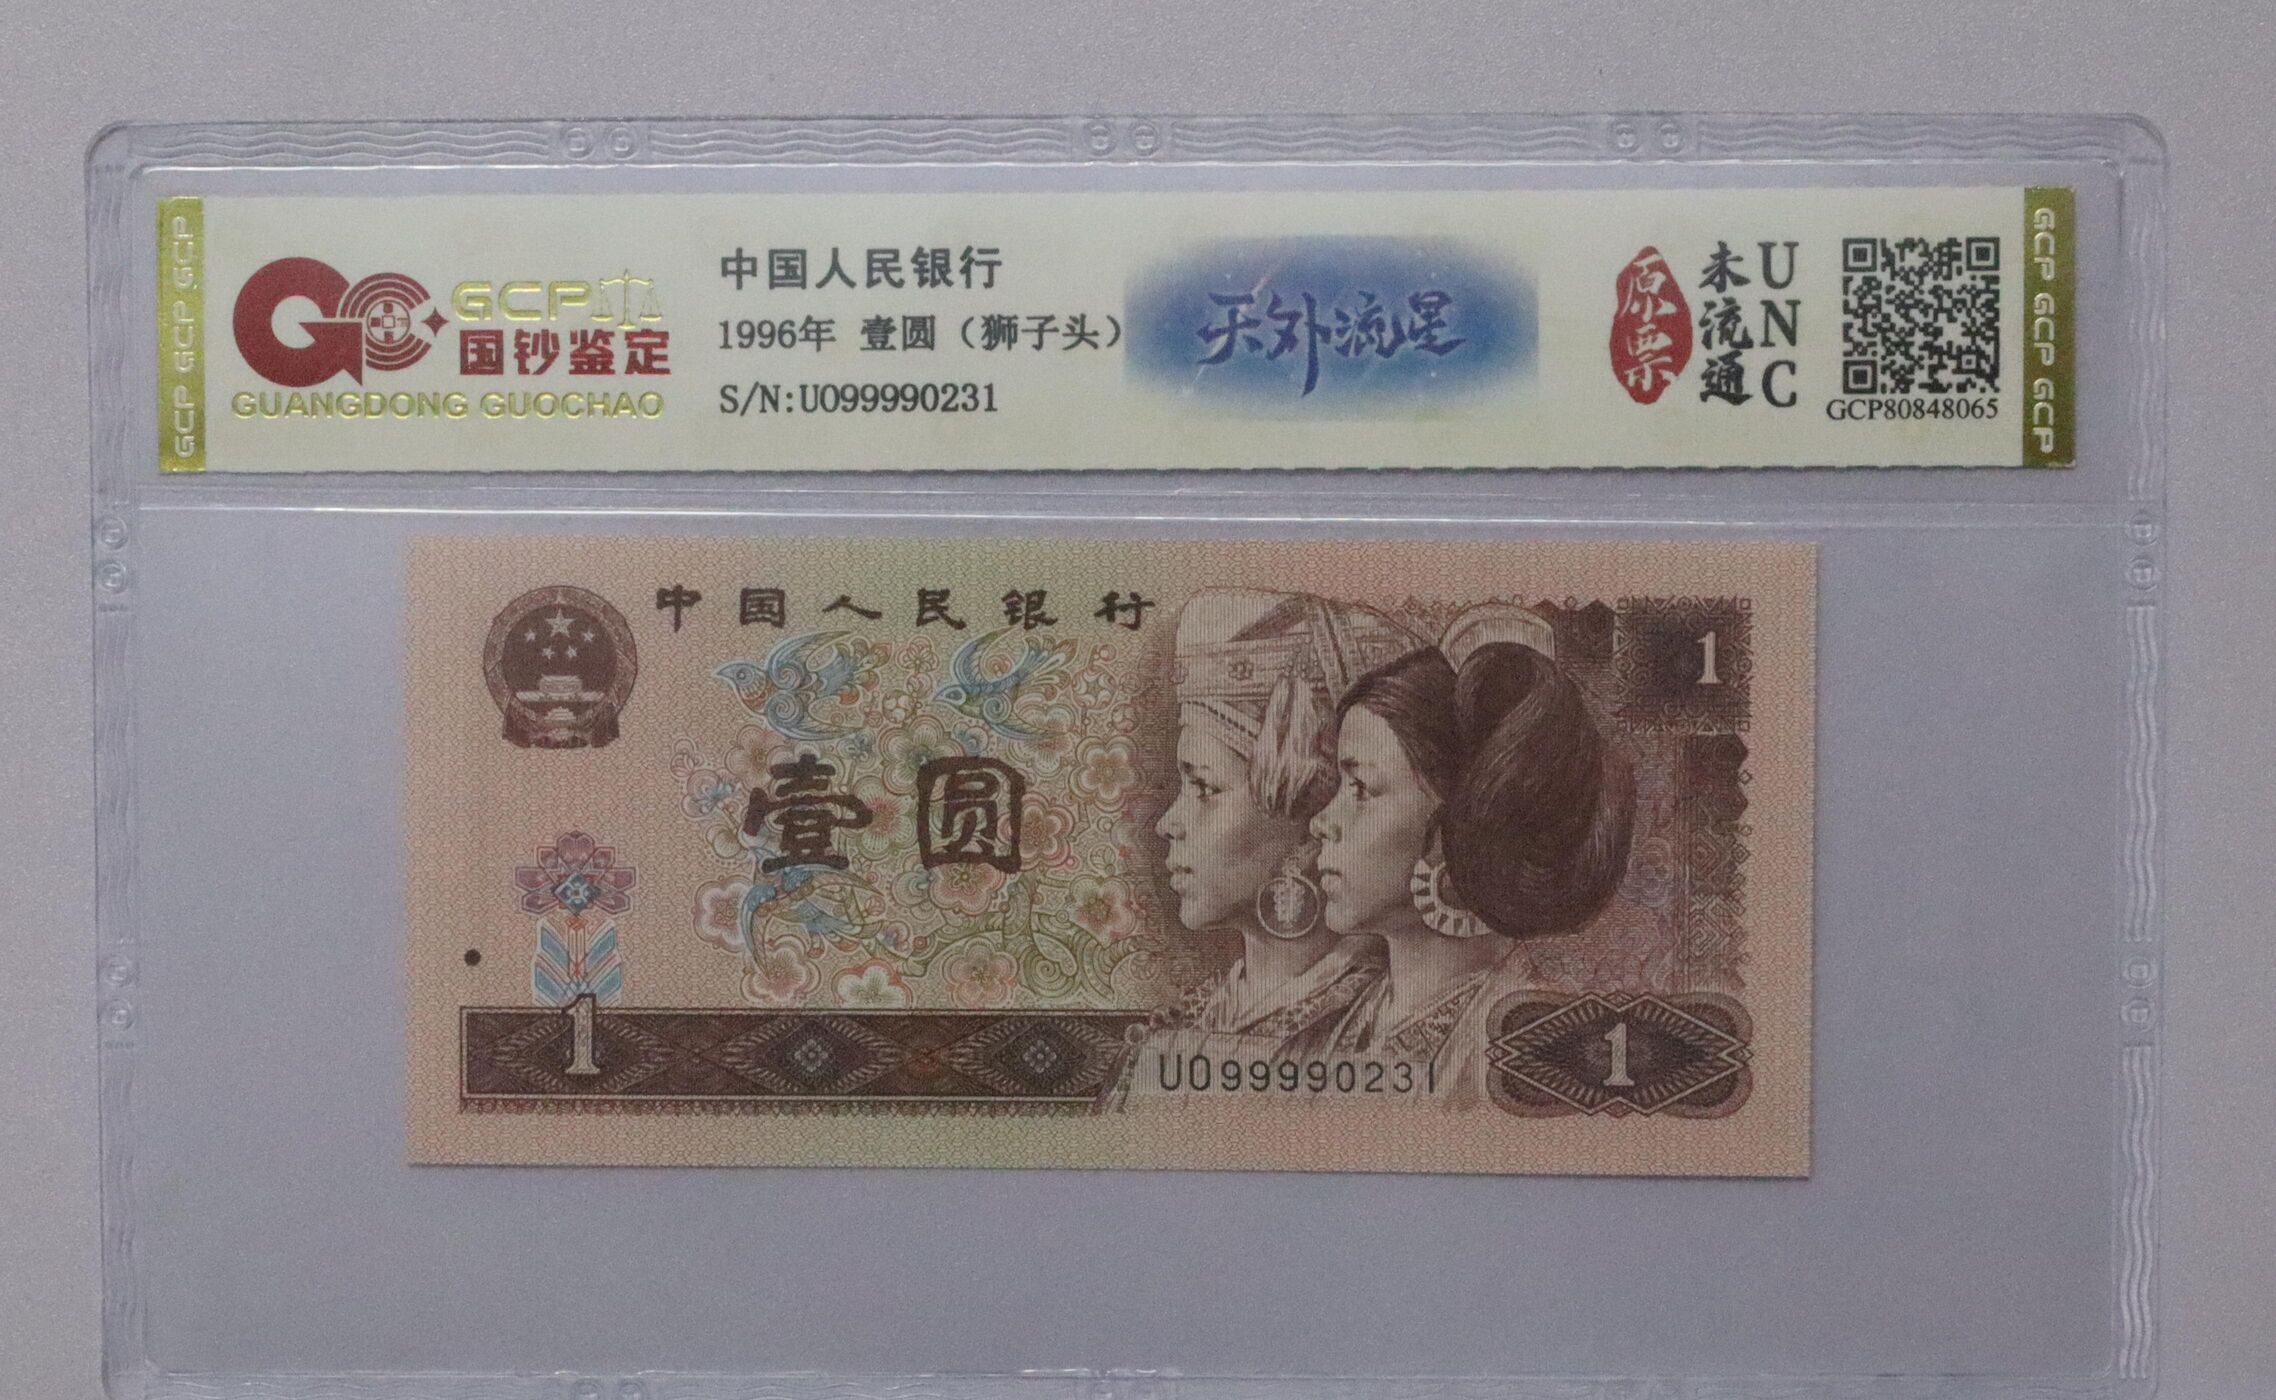 GCP GCP GCP
GCP
国钞鉴定
GUANGDONG GUOCHAO
中国人民银行
1996年 壹圆（狮子头）
S/N:UO99990231
天外流星
原票
未流通
UNC
GCP80848065
GCP GCP GCP
中国人民银行
1
壹圆
1
UO99990231
1